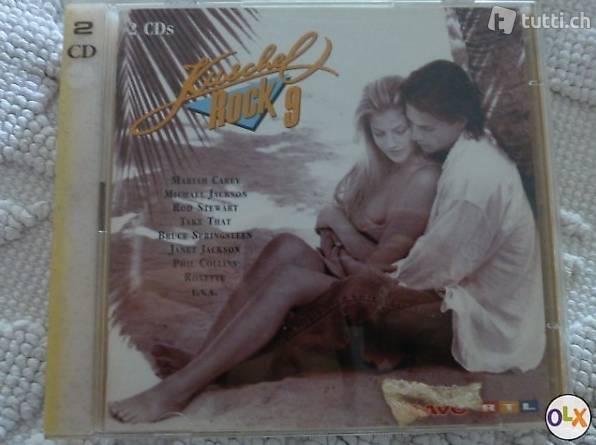 tutti.ch
2 CD
2 CDs
Kuschel
ROCK 9
MARIAH CAREY
MICHAEL JACKSON
ROD STEWART
TAKE THAT
BRUCE SPRINGSTEEN
JANET JACKSON
PHIL COLLINS
ROXETTE
U.V.A.
RTL
OLX